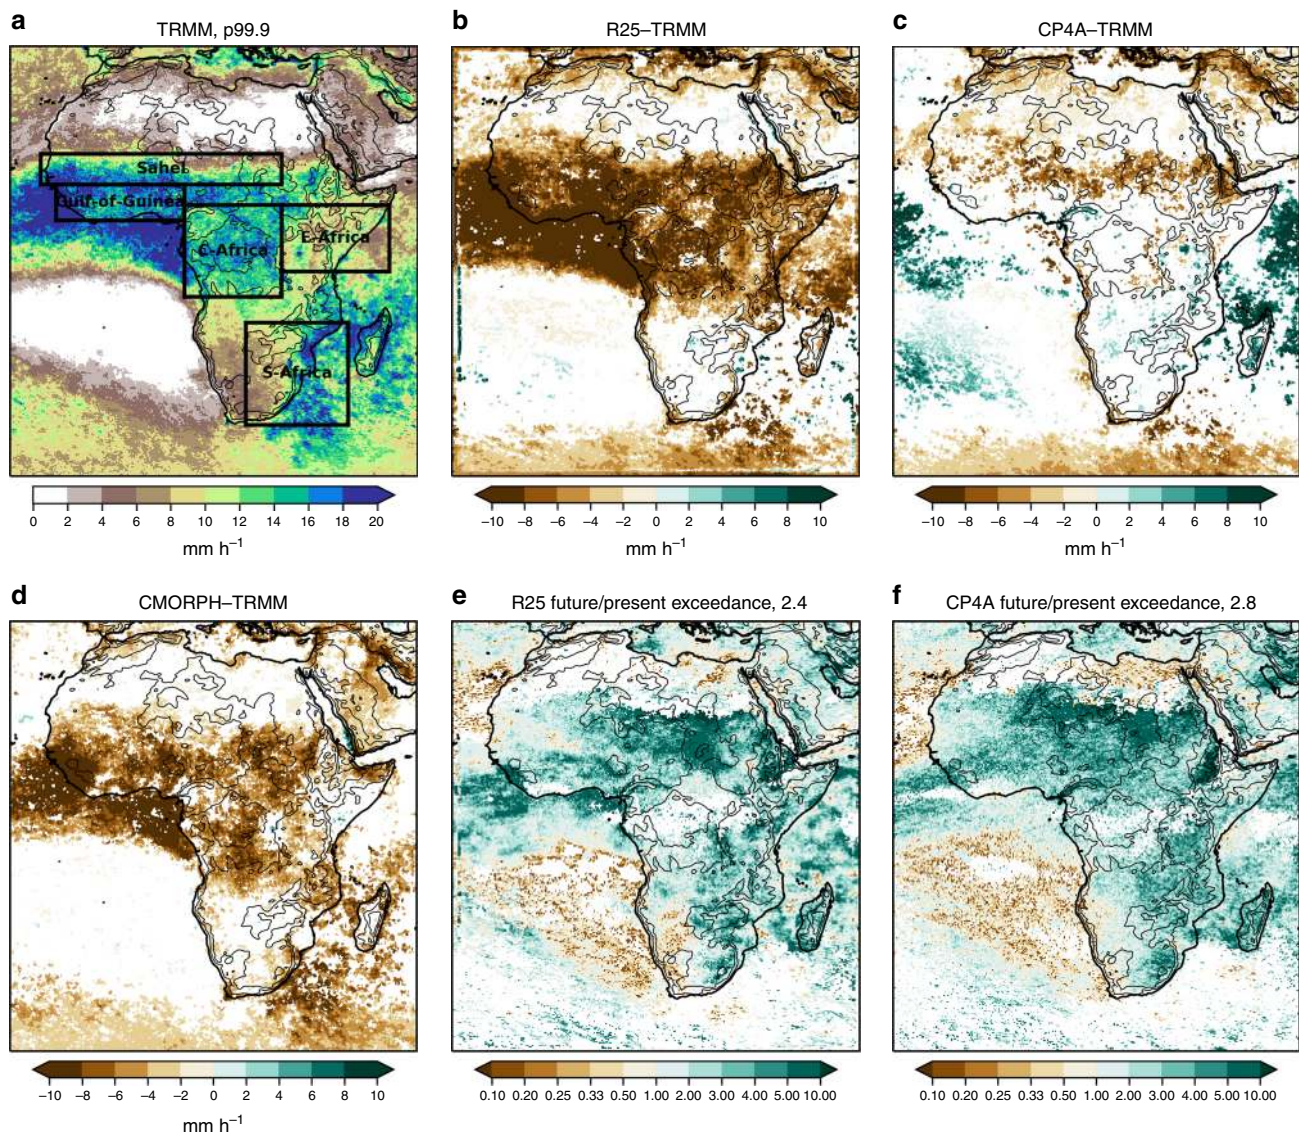 a
TRMM, p99.9
Sahel
Gulf-of-Guinea
C-Africa
E-Africa
S-Africa
0 2 4 6 8 10 12 14 16 18 20
mm h⁻¹
b
R25–TRMM
−10 −8 −6 −4 −2 0 2 4 6 8 10
mm h⁻¹
c
CP4A–TRMM
−10 −8 −6 −4 −2 0 2 4 6 8 10
mm h⁻¹
d
CMORPH–TRMM
−10 −8 −6 −4 −2 0 2 4 6 8 10
mm h⁻¹
e
R25 future/present exceedance, 2.4
0.10 0.20 0.25 0.33 0.50 1.00 2.00 3.00 4.00 5.00 10.00
f
CP4A future/present exceedance, 2.8
0.10 0.20 0.25 0.33 0.50 1.00 2.00 3.00 4.00 5.00 10.00